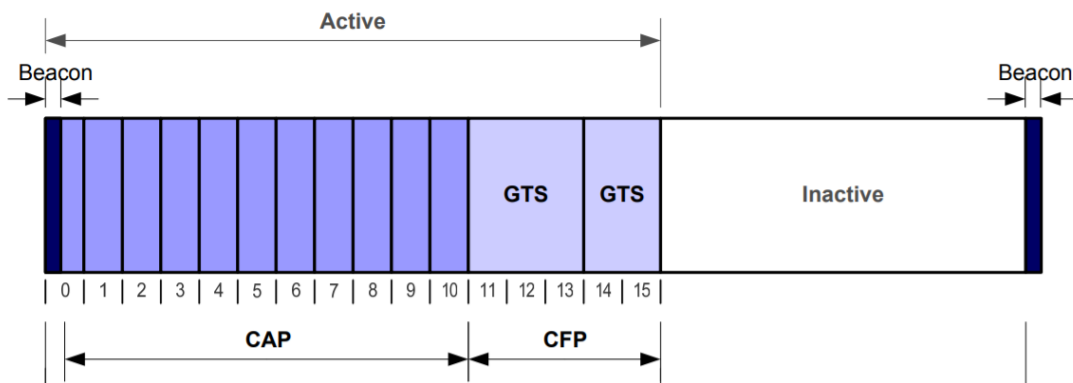 Active
Beacon
Beacon
GTS
GTS
Inactive
0 1 2 3 4 5 6 7 8 9 10 11 12 13 14 15
CAP
CFP